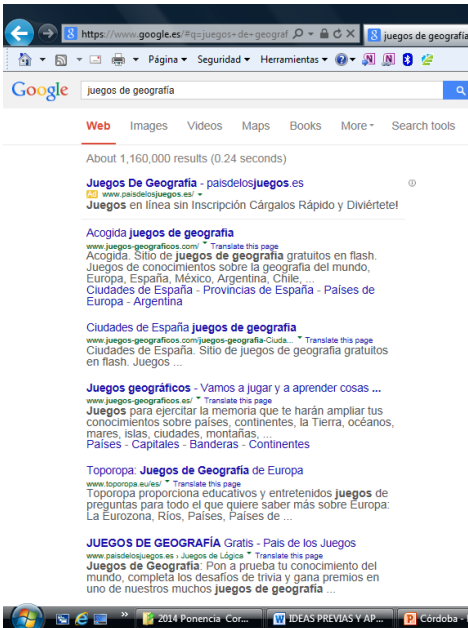 https://www.google.es/#q=juegos+de+geograf
juegos de geografía
Página Seguridad Herramientas
Google juegos de geografía
Web Images Videos Maps Books More Search tools
About 1,160,000 results (0.24 seconds)
Juegos De Geografía - paisdelosjuegos.es
Ad www.paisdelosjuegos.es/
Juegos en línea sin Inscripción Cárgalos Rápido y Diviértete!
Acogida juegos de geografia
www.juegos-geograficos.com/ Translate this page
Acogida. Sitio de juegos de geografia gratuitos en flash.
Juegos de conocimientos sobre la geografia del mundo,
Europa, España, México, Argentina, Chile, ...
Ciudades de España - Provincias de España - Países de
Europa - Argentina
Ciudades de España juegos de geografia
www.juegos-geograficos.com/juegos-geografia-Ciuda... Translate this page
Ciudades de España. Sitio de juegos de geografia gratuitos
en flash. Juegos ...
Juegos geográficos - Vamos a jugar y a aprender cosas ...
www.juegos-geograficos.es/ Translate this page
Juegos para ejercitar la memoria que te harán ampliar tus
conocimientos sobre países, continentes, la Tierra, océanos,
mares, islas, ciudades, montañas, ...
Países - Capitales - Banderas - Continentes
Toporopa: Juegos de Geografía de Europa
www.toporopa.eu/es/ Translate this page
Toporopa proporciona educativos y entretenidos juegos de
preguntas para todo el que quiere saber más sobre Europa:
La Eurozona, Ríos, Países, Países de ...
JUEGOS DE GEOGRAFÍA Gratis - Pais de los Juegos
www.paisdelosjuegos.es › Juegos de Lógica Translate this page
Juegos de Geografía: Pon a prueba tu conocimiento del
mundo, completa los desafíos de trivia y gana premios en
uno de nuestros muchos juegos de geografía ...
2014 Ponencia Cor... IDEAS PREVIAS Y AP... Córdoba -